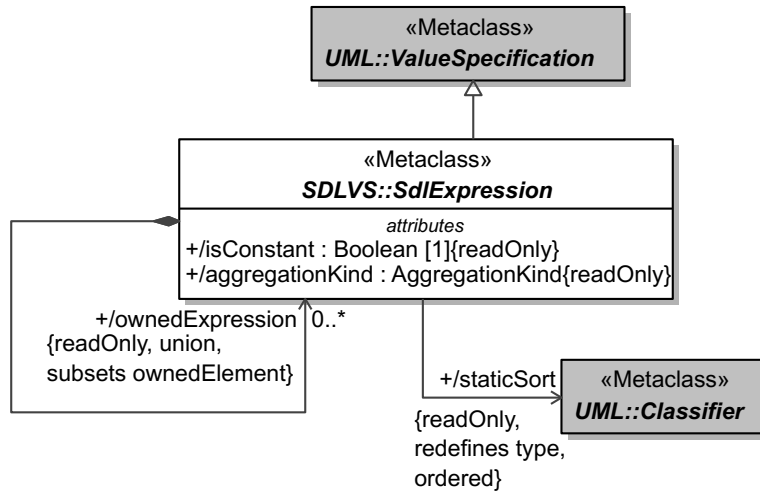 «Metaclass»
UML::ValueSpecification
«Metaclass»
SDLVS::SdlExpression
attributes
+/isConstant : Boolean [1]{readOnly}
+/aggregationKind : AggregationKind{readOnly}
+/ownedExpression 0..*
{readOnly, union,
subsets ownedElement}
+/staticSort
{readOnly,
redefines type,
ordered}
«Metaclass»
UML::Classifier